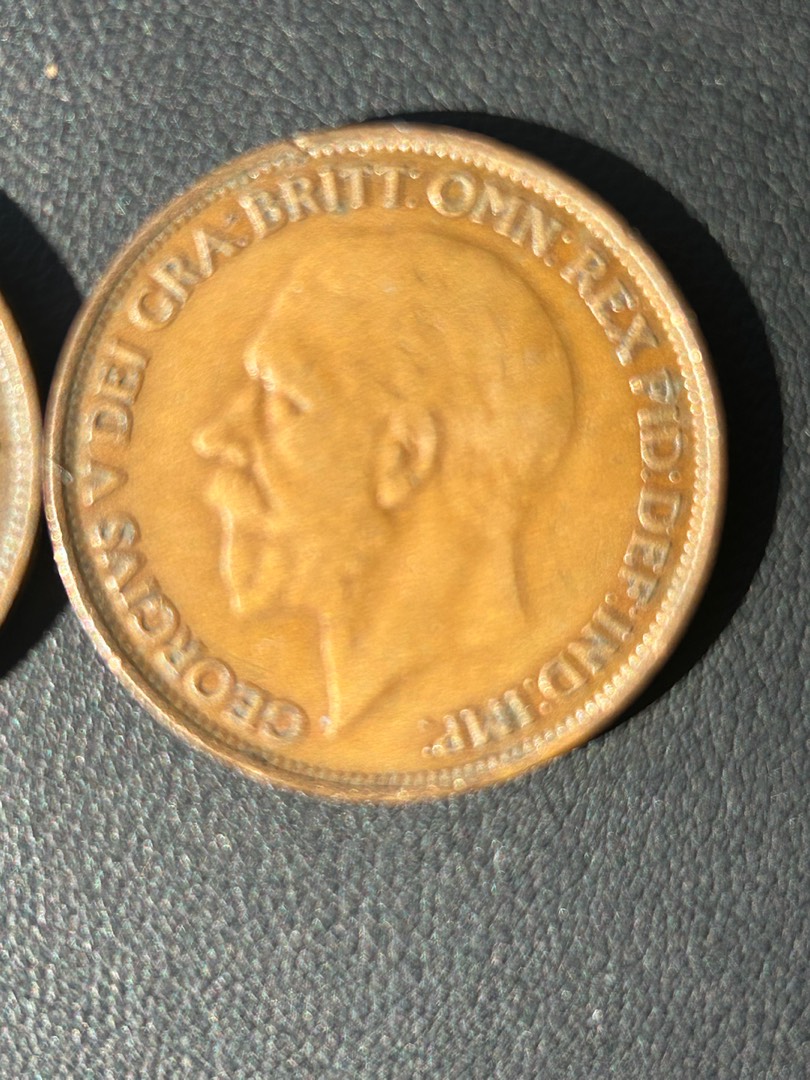 GEORGIVS V DEI GRA: BRITT: OMN: REX FID: DEF: IND: IMP: